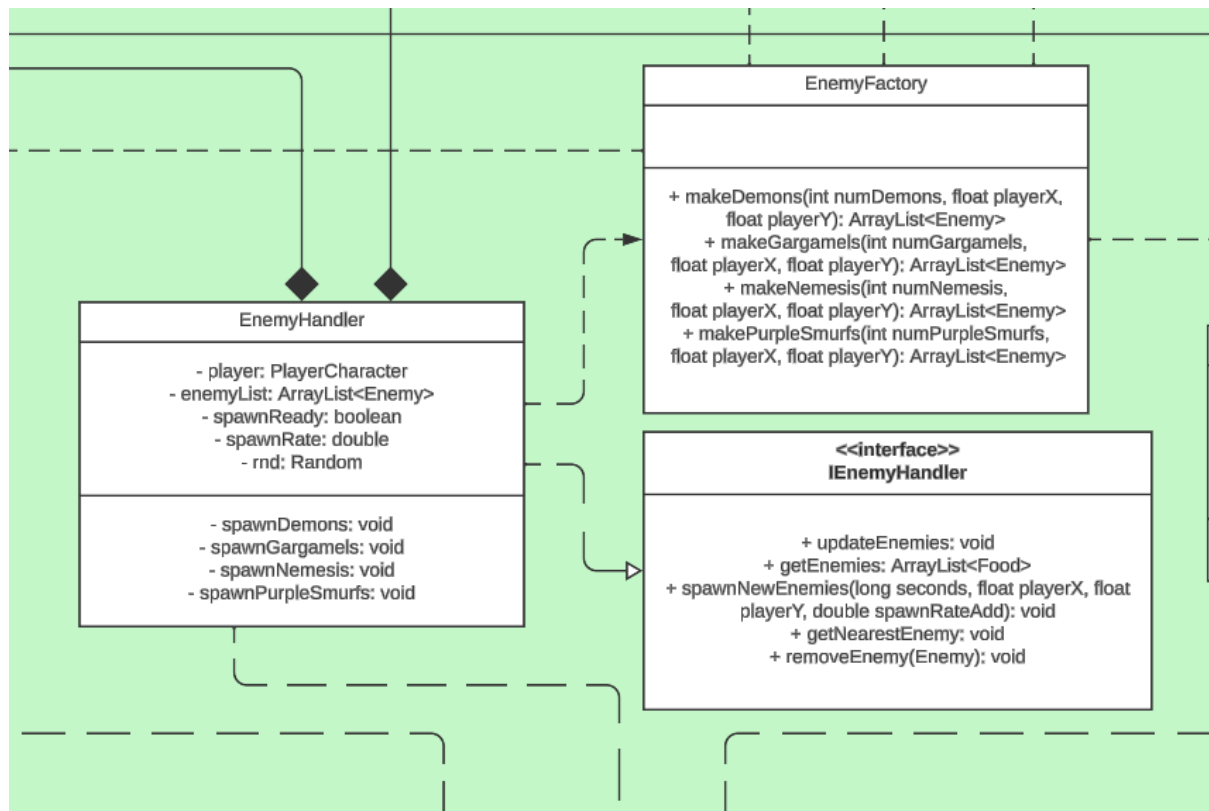 EnemyFactory
+ makeDemons(int numDemons, float playerX,
float playerY): ArrayList<Enemy>
+ makeGargamels(int numGargamels,
float playerX, float playerY): ArrayList<Enemy>
+ makeNemesis(int numNemesis,
float playerX, float playerY): ArrayList<Enemy>
+ makePurpleSmurfs(int numPurpleSmurfs,
float playerX, float playerY): ArrayList<Enemy>
EnemyHandler
- player: PlayerCharacter
- enemyList: ArrayList<Enemy>
- spawnReady: boolean
- spawnRate: double
- rnd: Random
- spawnDemons: void
- spawnGargamels: void
- spawnNemesis: void
- spawnPurpleSmurfs: void
<<interface>>
IEnemyHandler
+ updateEnemies: void
+ getEnemies: ArrayList<Food>
+ spawnNewEnemies(long seconds, float playerX, float
playerY, double spawnRateAdd): void
+ getNearestEnemy: void
+ removeEnemy(Enemy): void